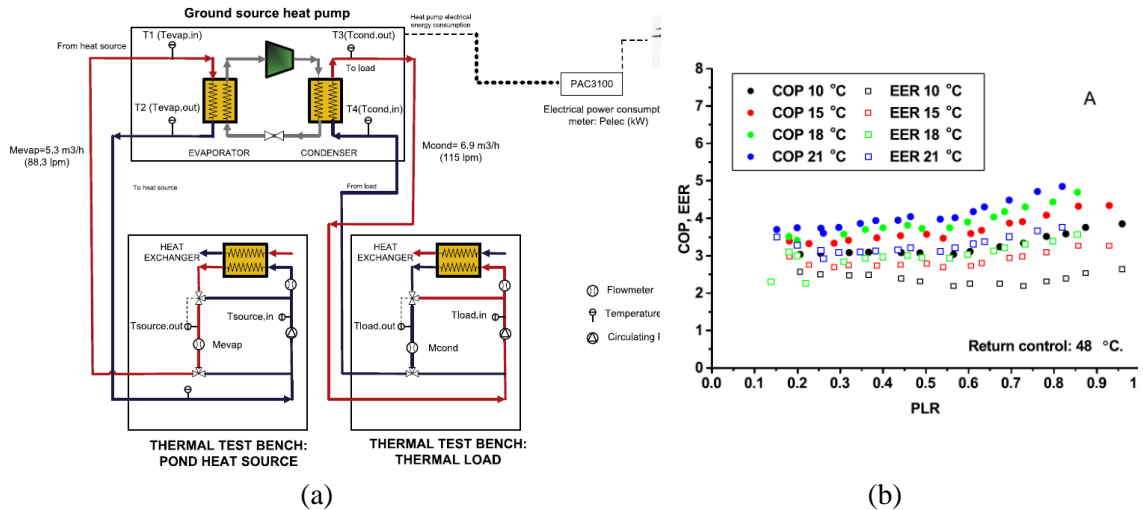 (a)
Ground source heat pump
T1 (Tevap.in)
T3(Tcond.out)
From heat source
To load
T2 (Tevap,out)
T4(Tcond.in)
EVAPORATOR
CONDENSER
Mevap=5,3 m3/h
(88,3 lpm)
Mcond= 6.9 m3/h
(115 lpm)
To heat source
From load
Heat pump electrical
energy consumption
PAC3100
Electrical power consumpt
meter: Pelec (kW)
HEAT
EXCHANGER
Tsource,in
Tsource.out
Mevap
HEAT
EXCHANGER
Tload,in
Tload.out
Mcond
Flowmeter
Temperature
Circulating
THERMAL TEST BENCH:
POND HEAT SOURCE
THERMAL TEST BENCH:
THERMAL LOAD
(a)
b)
COP 10 °C
EER 10 °C
COP 15 °C
EER 15 °C
COP 18 °C
EER 18 °C
COP 21 °C
EER 21 °C
A
COP, EER
8
7
6
5
4
3
2
1
0
Return control: 48 °C.
0.0 0.1 0.2 0.3 0.4 0.5 0.6 0.7 0.8 0.9 1.
PLR
(b)